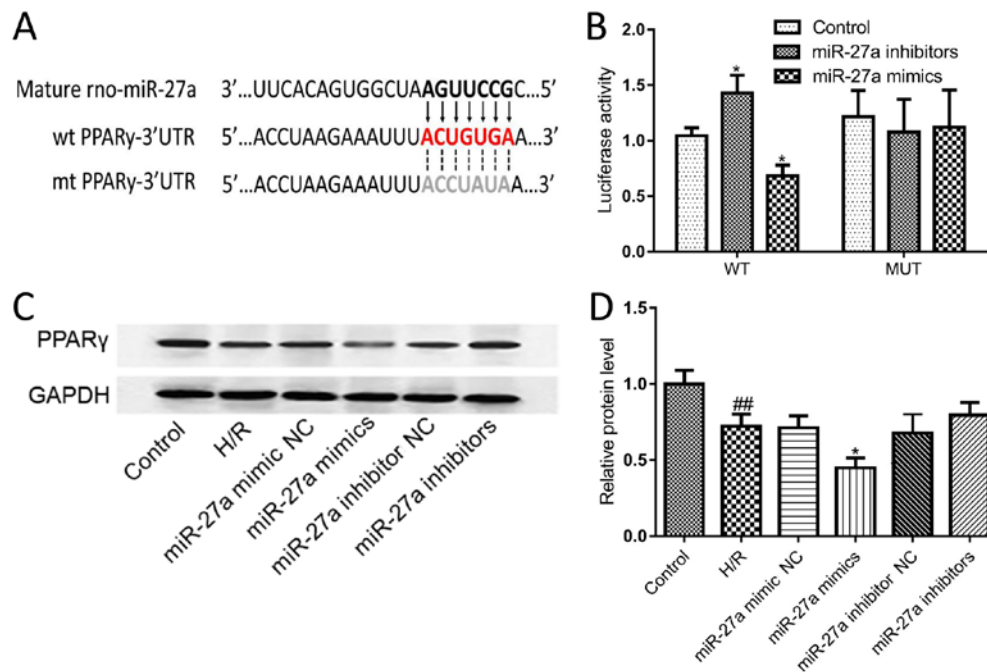 A
Mature rno-miR-27a 3’...UUCACAGUGGCUAAGUUCCGC...5’
wt PPARγ-3’UTR 5’...ACCUAAGAAAUUUACUGUGAA...3’
mt PPARγ-3’UTR 5’...ACCUAAGAAAUUUACCUAUAA...3’
B
Control
miR-27a inhibitors
miR-27a mimics
Luciferase activity
2.0
1.5
1.0
0.5
0.0
*
*
WT MUT
C
PPARγ
GAPDH
Control
H/R
miR-27a mimic NC
miR-27a mimics
miR-27a inhibitor NC
miR-27a inhibitors
D
Relative protein level
1.5
1.0
0.5
0.0
##
*
Control
H/R
miR-27a mimic NC
miR-27a mimics
miR-27a inhibitor NC
miR-27a inhibitors